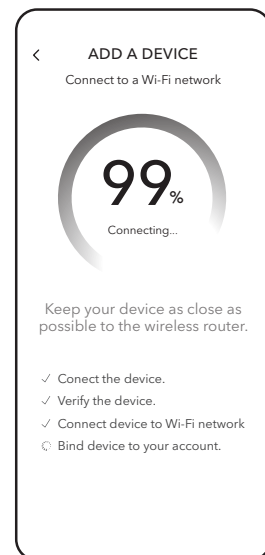 ADD A DEVICE
Connect to a Wi-Fi network
99%
Connecting...
Keep your device as close as
possible to the wireless router.
Conect the device.
Verify the device.
Connect device to Wi-Fi network
Bind device to your account.